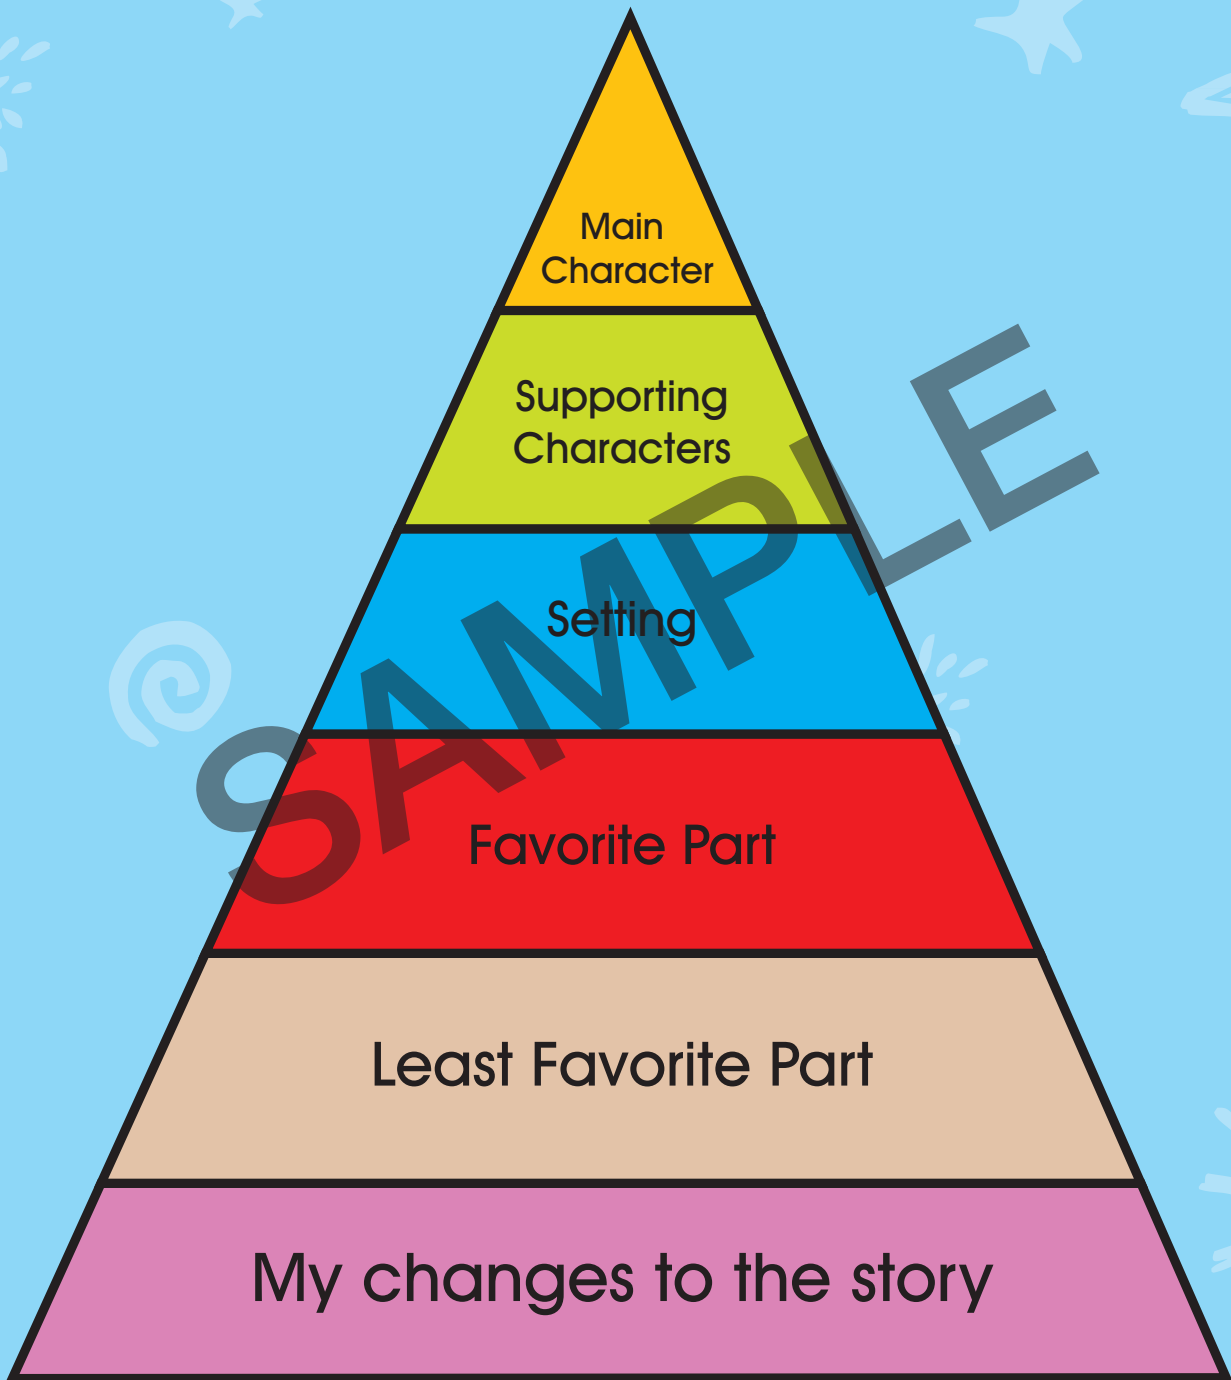 Main
Character
Supporting
Characters
Setting
Favorite Part
Least Favorite Part
My changes to the story
SAMPLE